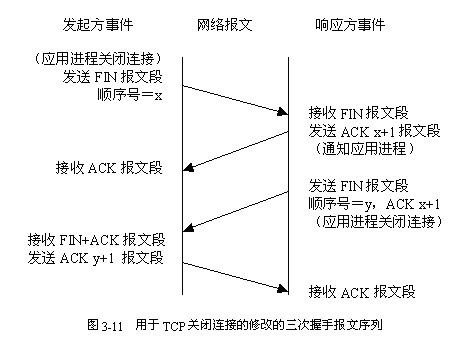 发起方事件 网络报文 响应方事件
（应用进程关闭连接）
发送 FIN 报文段
顺序号＝x
接收 FIN 报文段
发送 ACK x+1 报文段
（通知应用进程）
接收 ACK 报文段
发送 FIN 报文段
顺序号＝y，ACK x+1
（应用进程关闭连接）
接收 FIN+ACK 报文段
发送 ACK y+1 报文段
接收 ACK 报文段
图 3-11 用于 TCP 关闭连接的修改的三次握手报文序列